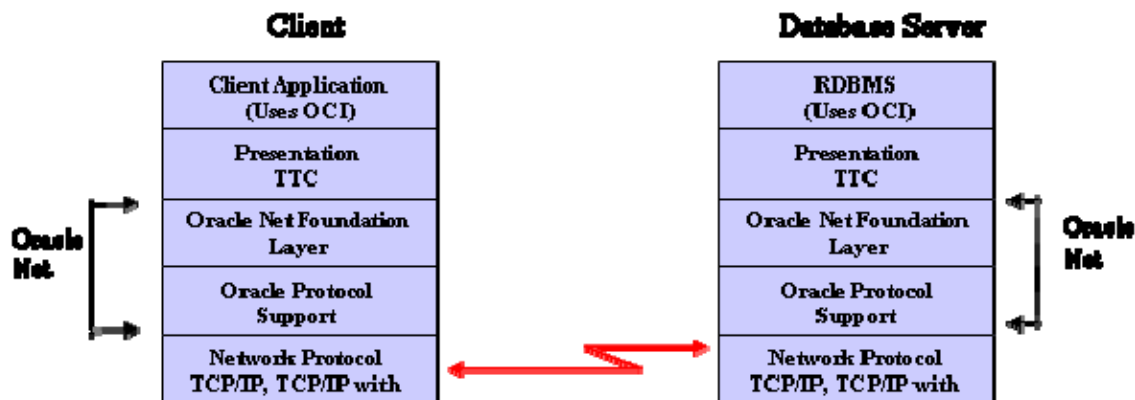 Client
Database Server
Client Application
(Uses OCI)
Presentation
TTC
Oracle Net Foundation
Layer
Oracle Protocol
Support
Network Protocol
TCP/IP, TCP/IP with
RDBMS
(Uses OCI)
Presentation
TTC
Oracle Net Foundation
Layer
Oracle Protocol
Support
Network Protocol
TCP/IP, TCP/IP with
Oracle
Net
Oracle
Net